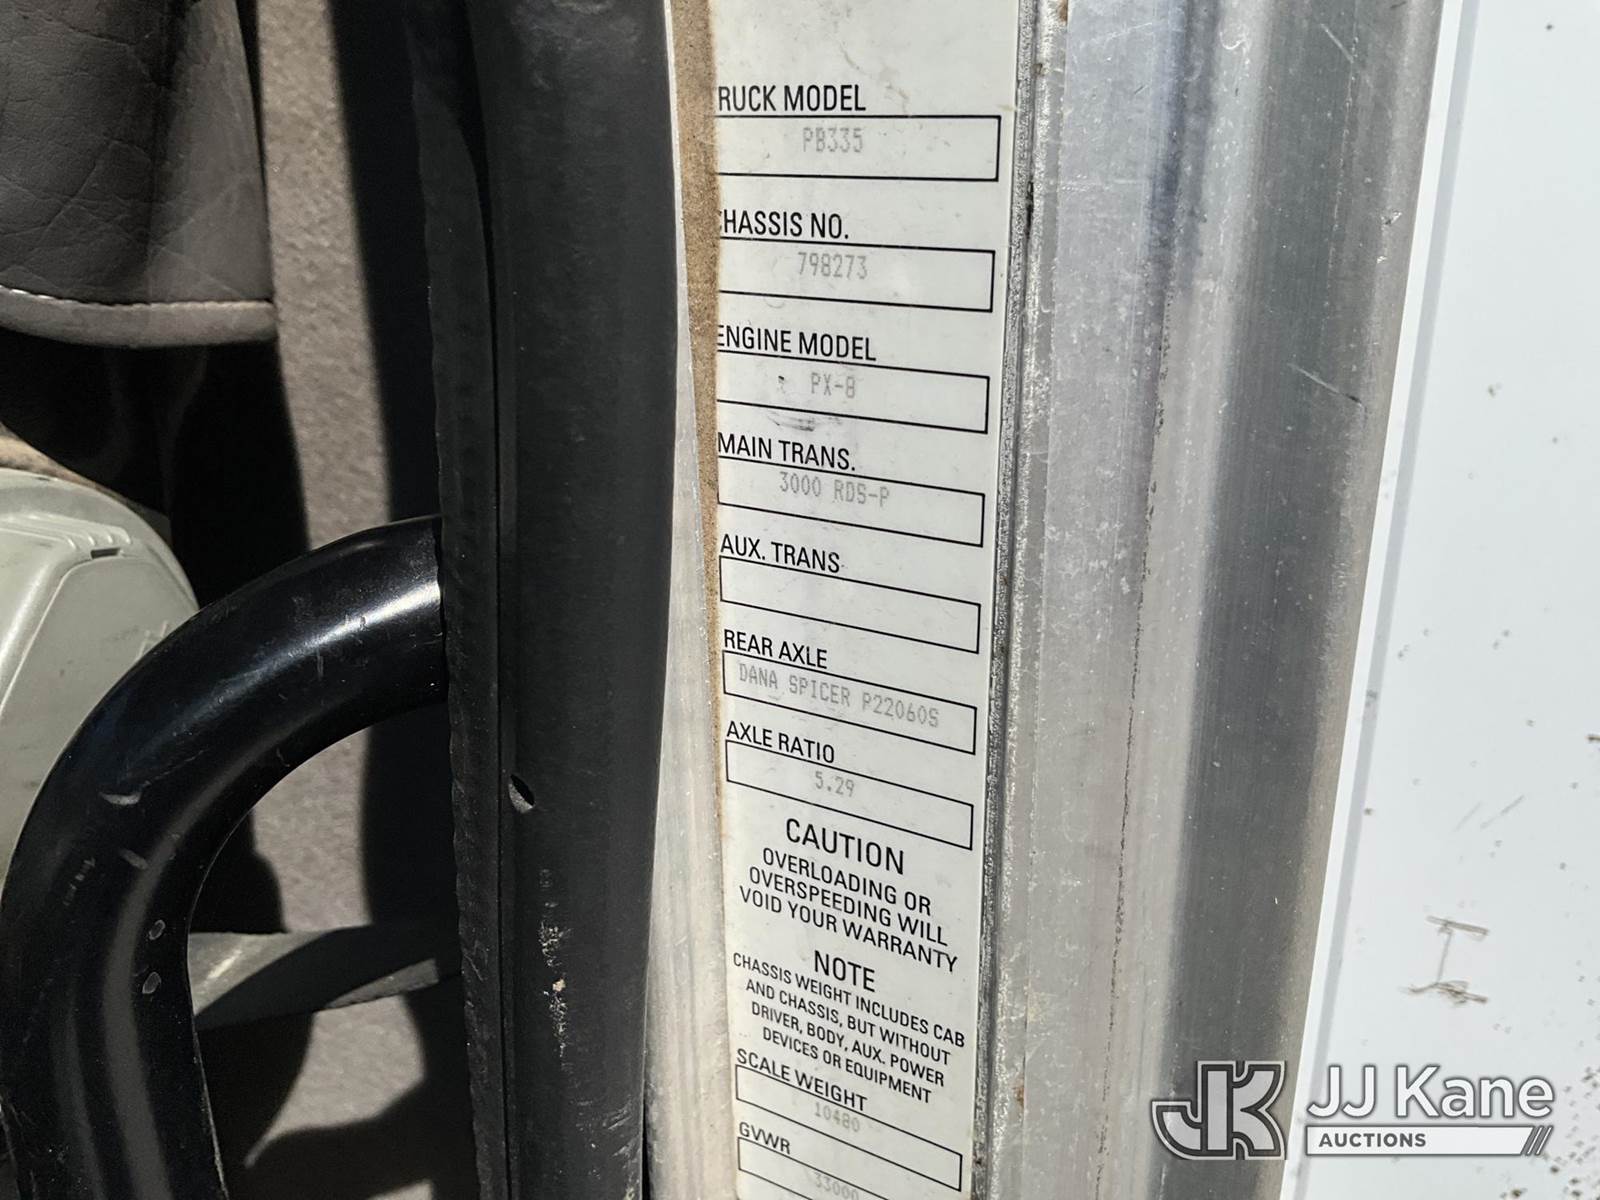 RUCK MODEL
PB335
HASSIS NO.
798273
ENGINE MODEL
PX-8
MAIN TRANS.
3000 RDS-P
AUX. TRANS
REAR AXLE
DANA SPICER P22060S
AXLE RATIO
5.29
CAUTION
OVERLOADING OR
OVERSPEEDING WILL
VOID YOUR WARRANTY
NOTE
CHASSIS WEIGHT INCLUDES CAB
AND CHASSIS, BUT WITHOUT
DRIVER, BODY, AUX. POWER
DEVICES OR EQUIPMENT
SCALE WEIGHT
10480
GVWR
33000
JJ Kane
AUCTIONS